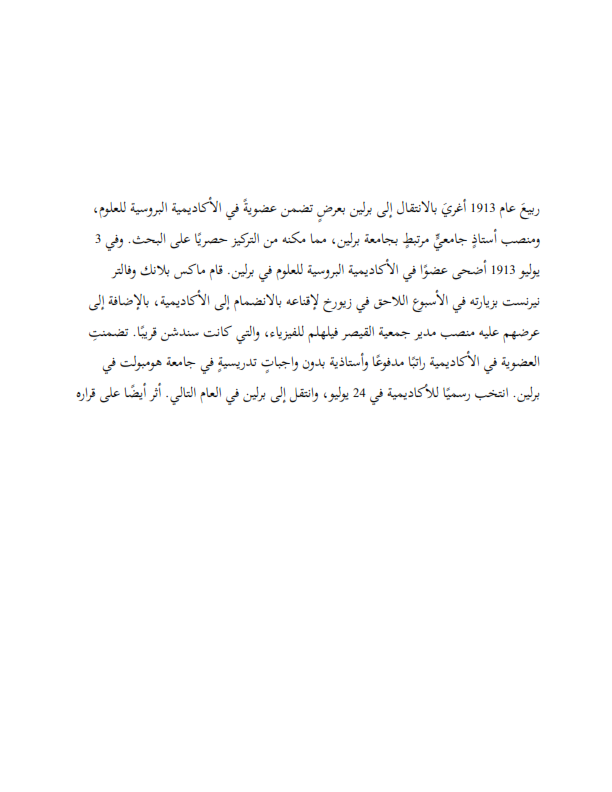 ربيعَ عام 1913 أغريَ بالانتقال إلى برلين بعرضٍ تضمن عضويةً في الأكاديمية البروسية للعلوم،
ومنصب أستاذٍ جامعيٍّ مرتبطٍ بجامعة برلين، مما مكنه من التركيز حصريًا على البحث. وفي 3
يوليو 1913 أضحى عضوًا في الأكاديمية البروسية للعلوم في برلين. قام ماكس بلانك وفالتر
نيرنست بزيارته في الأسبوع اللاحق في زيورخ لإقناعه بالانضمام إلى الأكاديمية، بالإضافة إلى
عرضهم عليه منصب مدير جمعية القيصر فيلهلم للفيزياء، والتي كانت ستدشن قريبًا. تضمنتِ
العضوية في الأكاديمية راتبًا مدفوعًا وأستاذية بدون واجباتٍ تدريسيةٍ في جامعة هومبولت في
برلين. انتخب رسميًا للأكاديمية في 24 يوليو، وانتقل إلى برلين في العام التالي. أثر أيضًا على قراره